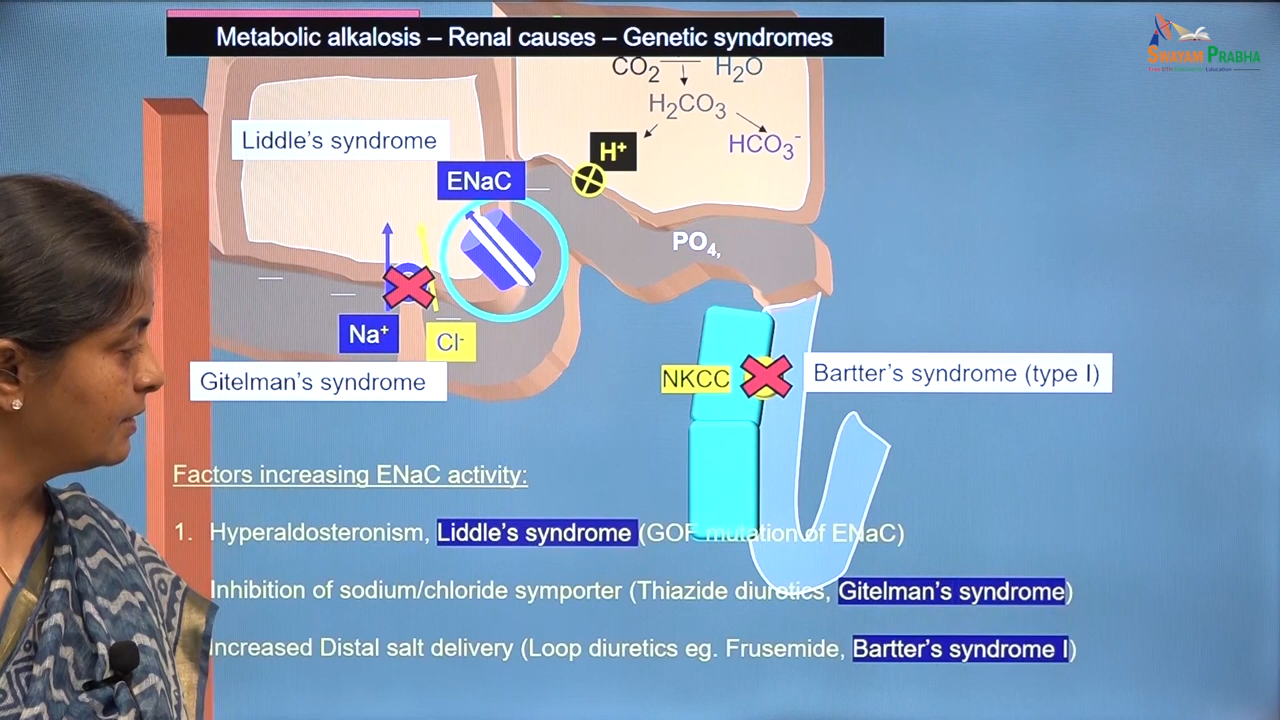 Metabolic alkalosis – Renal causes – Genetic syndromes
SWAYAM PRABHA
CO2 H2O
H2CO3
HCO3-
H+
Liddle's syndrome
ENaC
PO4,
Na+
Cl-
Gitelman's syndrome
NKCC
Bartter's syndrome (type I)
Factors increasing ENaC activity:
1. Hyperaldosteronism, Liddle's syndrome (GOF mutation of ENaC)
Inhibition of sodium/chloride symporter (Thiazide diuretics, Gitelman's syndrome)
Increased Distal salt delivery (Loop diuretics eg. Frusemide, Bartter's syndrome I)